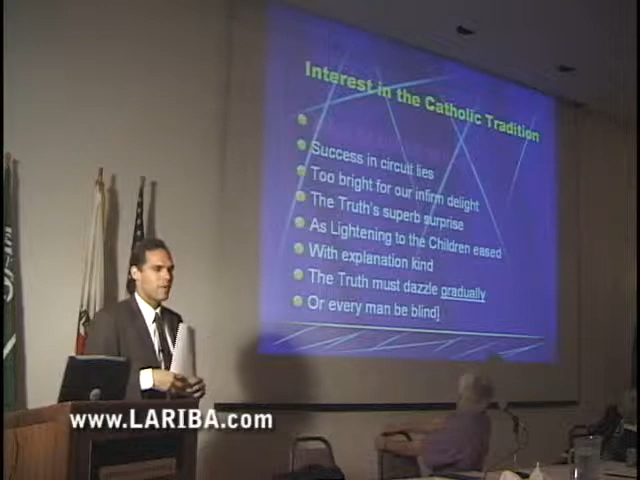 Interest in the Catholic Tradition
Success in circuit lies
Too bright for our infirm delight
The Truth's superb surprise
As Lightening to the Children eased
With explanation kind
The Truth must dazzle gradually
Or every man be blind]
www.LARIBA.com